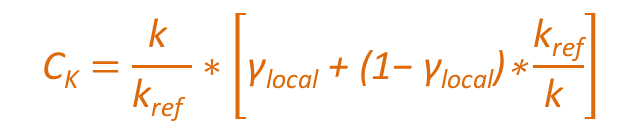 C_K = k / k_ref * [γ_local + (1− γ_local) * k_ref / k]